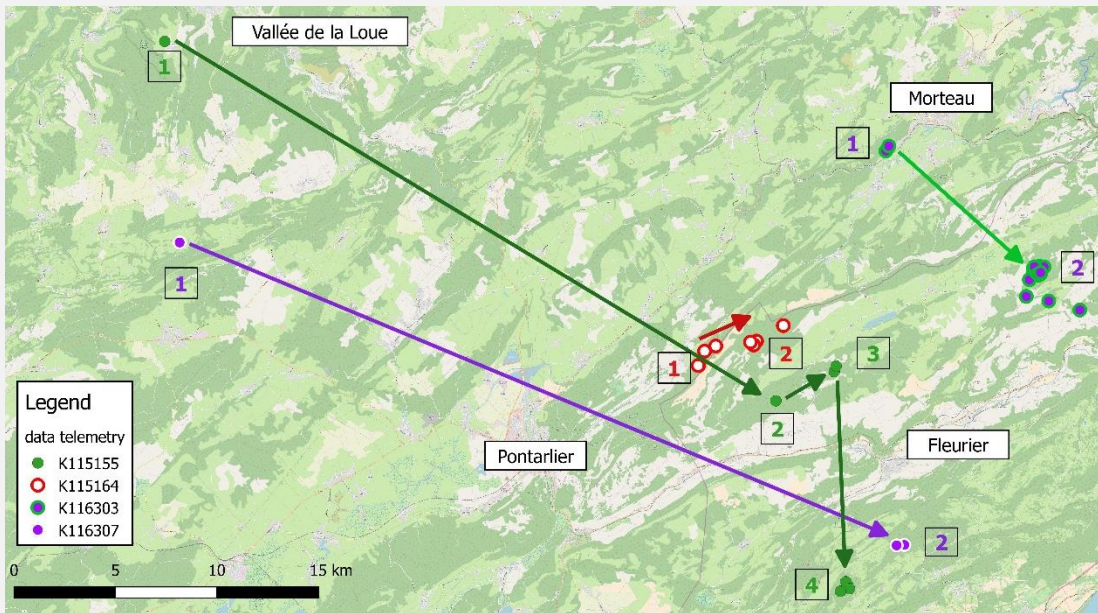 Vallée de la Loue
1
Morteau
1
2
1
3
1
2
2
Fleurier
Pontarlier
Legend
data telemetry
K115155
K115164
K116303
K116307
2
4
0 5 10 15 km